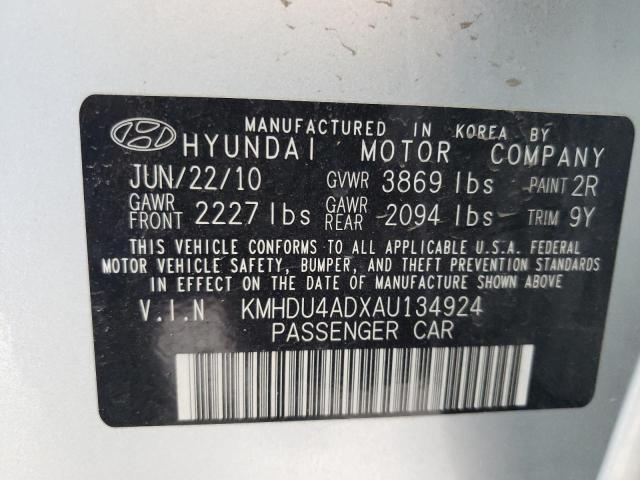 MANUFACTURED IN KOREA BY
HYUNDAI MOTOR COMPANY
JUN/22/10 GVWR 3869 lbs PAINT 2R
GAWR FRONT 2227 lbs GAWR REAR 2094 lbs TRIM 9Y
THIS VEHICLE CONFORMS TO ALL APPLICABLE U.S.A. FEDERAL
MOTOR VEHICLE SAFETY, BUMPER, AND THEFT PREVENTION STANDARDS
IN EFFECT ON THE DATE OF MANUFACTURE SHOWN ABOVE.
V.I.N KMHDU4ADXAU134924
PASSENGER CAR